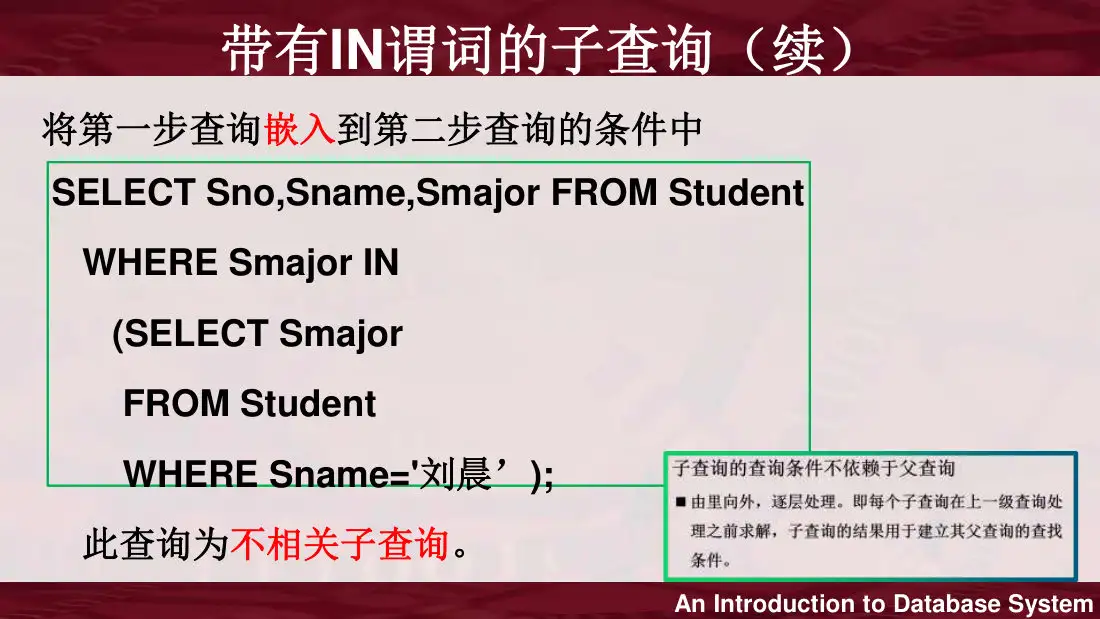 带有IN谓词的子查询（续）
将第一步查询嵌入到第二步查询的条件中
SELECT Sno,Sname,Smajor FROM Student
WHERE Smajor IN
(SELECT Smajor
FROM Student
WHERE Sname='刘晨’);
此查询为不相关子查询。
子查询的查询条件不依赖于父查询
■ 由里向外，逐层处理。即每个子查询在上一级查询处
理之前求解，子查询的结果用于建立其父查询的查找
条件。
An Introduction to Database System